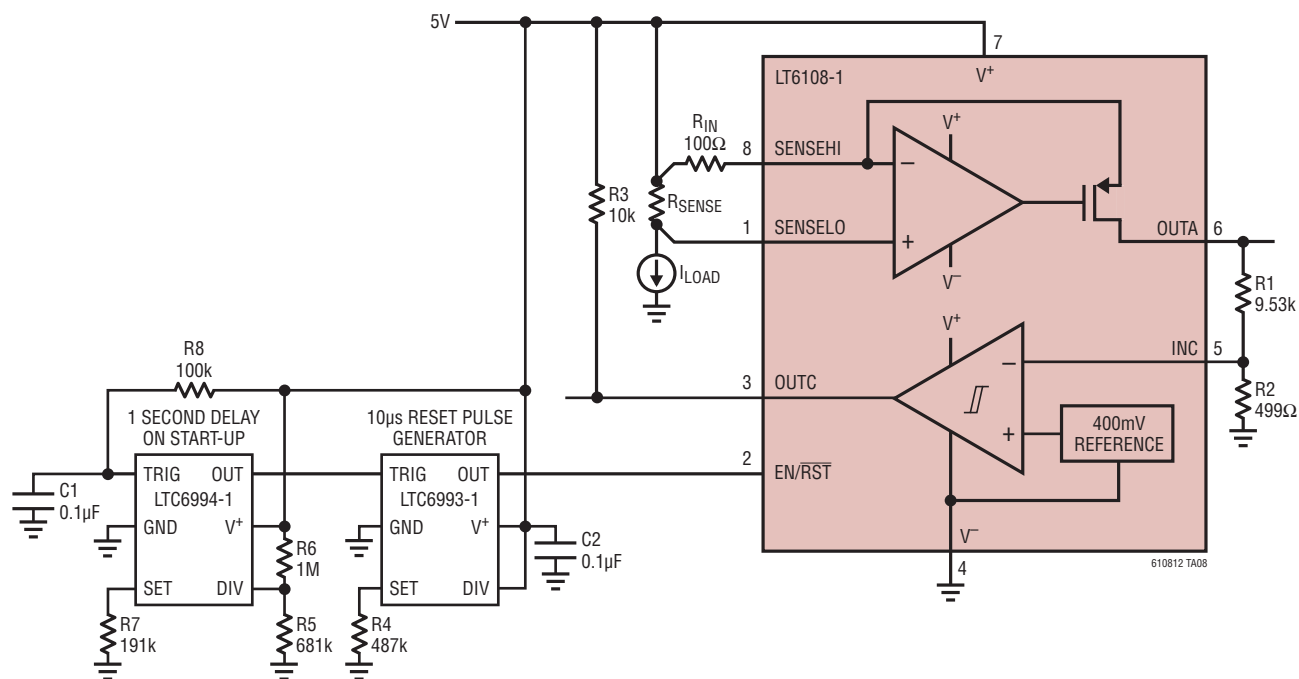 5V
7
V+
LT6108-1
RIN
100Ω
8
SENSEHI
V+
−
R3
10k
RSENSE
1
SENSELO
+
V−
OUTA
6
ILOAD
R1
9.53k
V+
INC
5
−
R8
100k
3
OUTC
R2
499Ω
1 SECOND DELAY
ON START-UP
10µs RESET PULSE
GENERATOR
+
400mV
REFERENCE
TRIG
OUT
TRIG
OUT
2
EN/RST
C1
0.1µF
LTC6994-1
LTC6993-1
GND
V+
GND
V+
C2
0.1µF
R6
1M
V−
SET
DIV
SET
DIV
4
610812 TA08
R7
191k
R5
681k
R4
487k